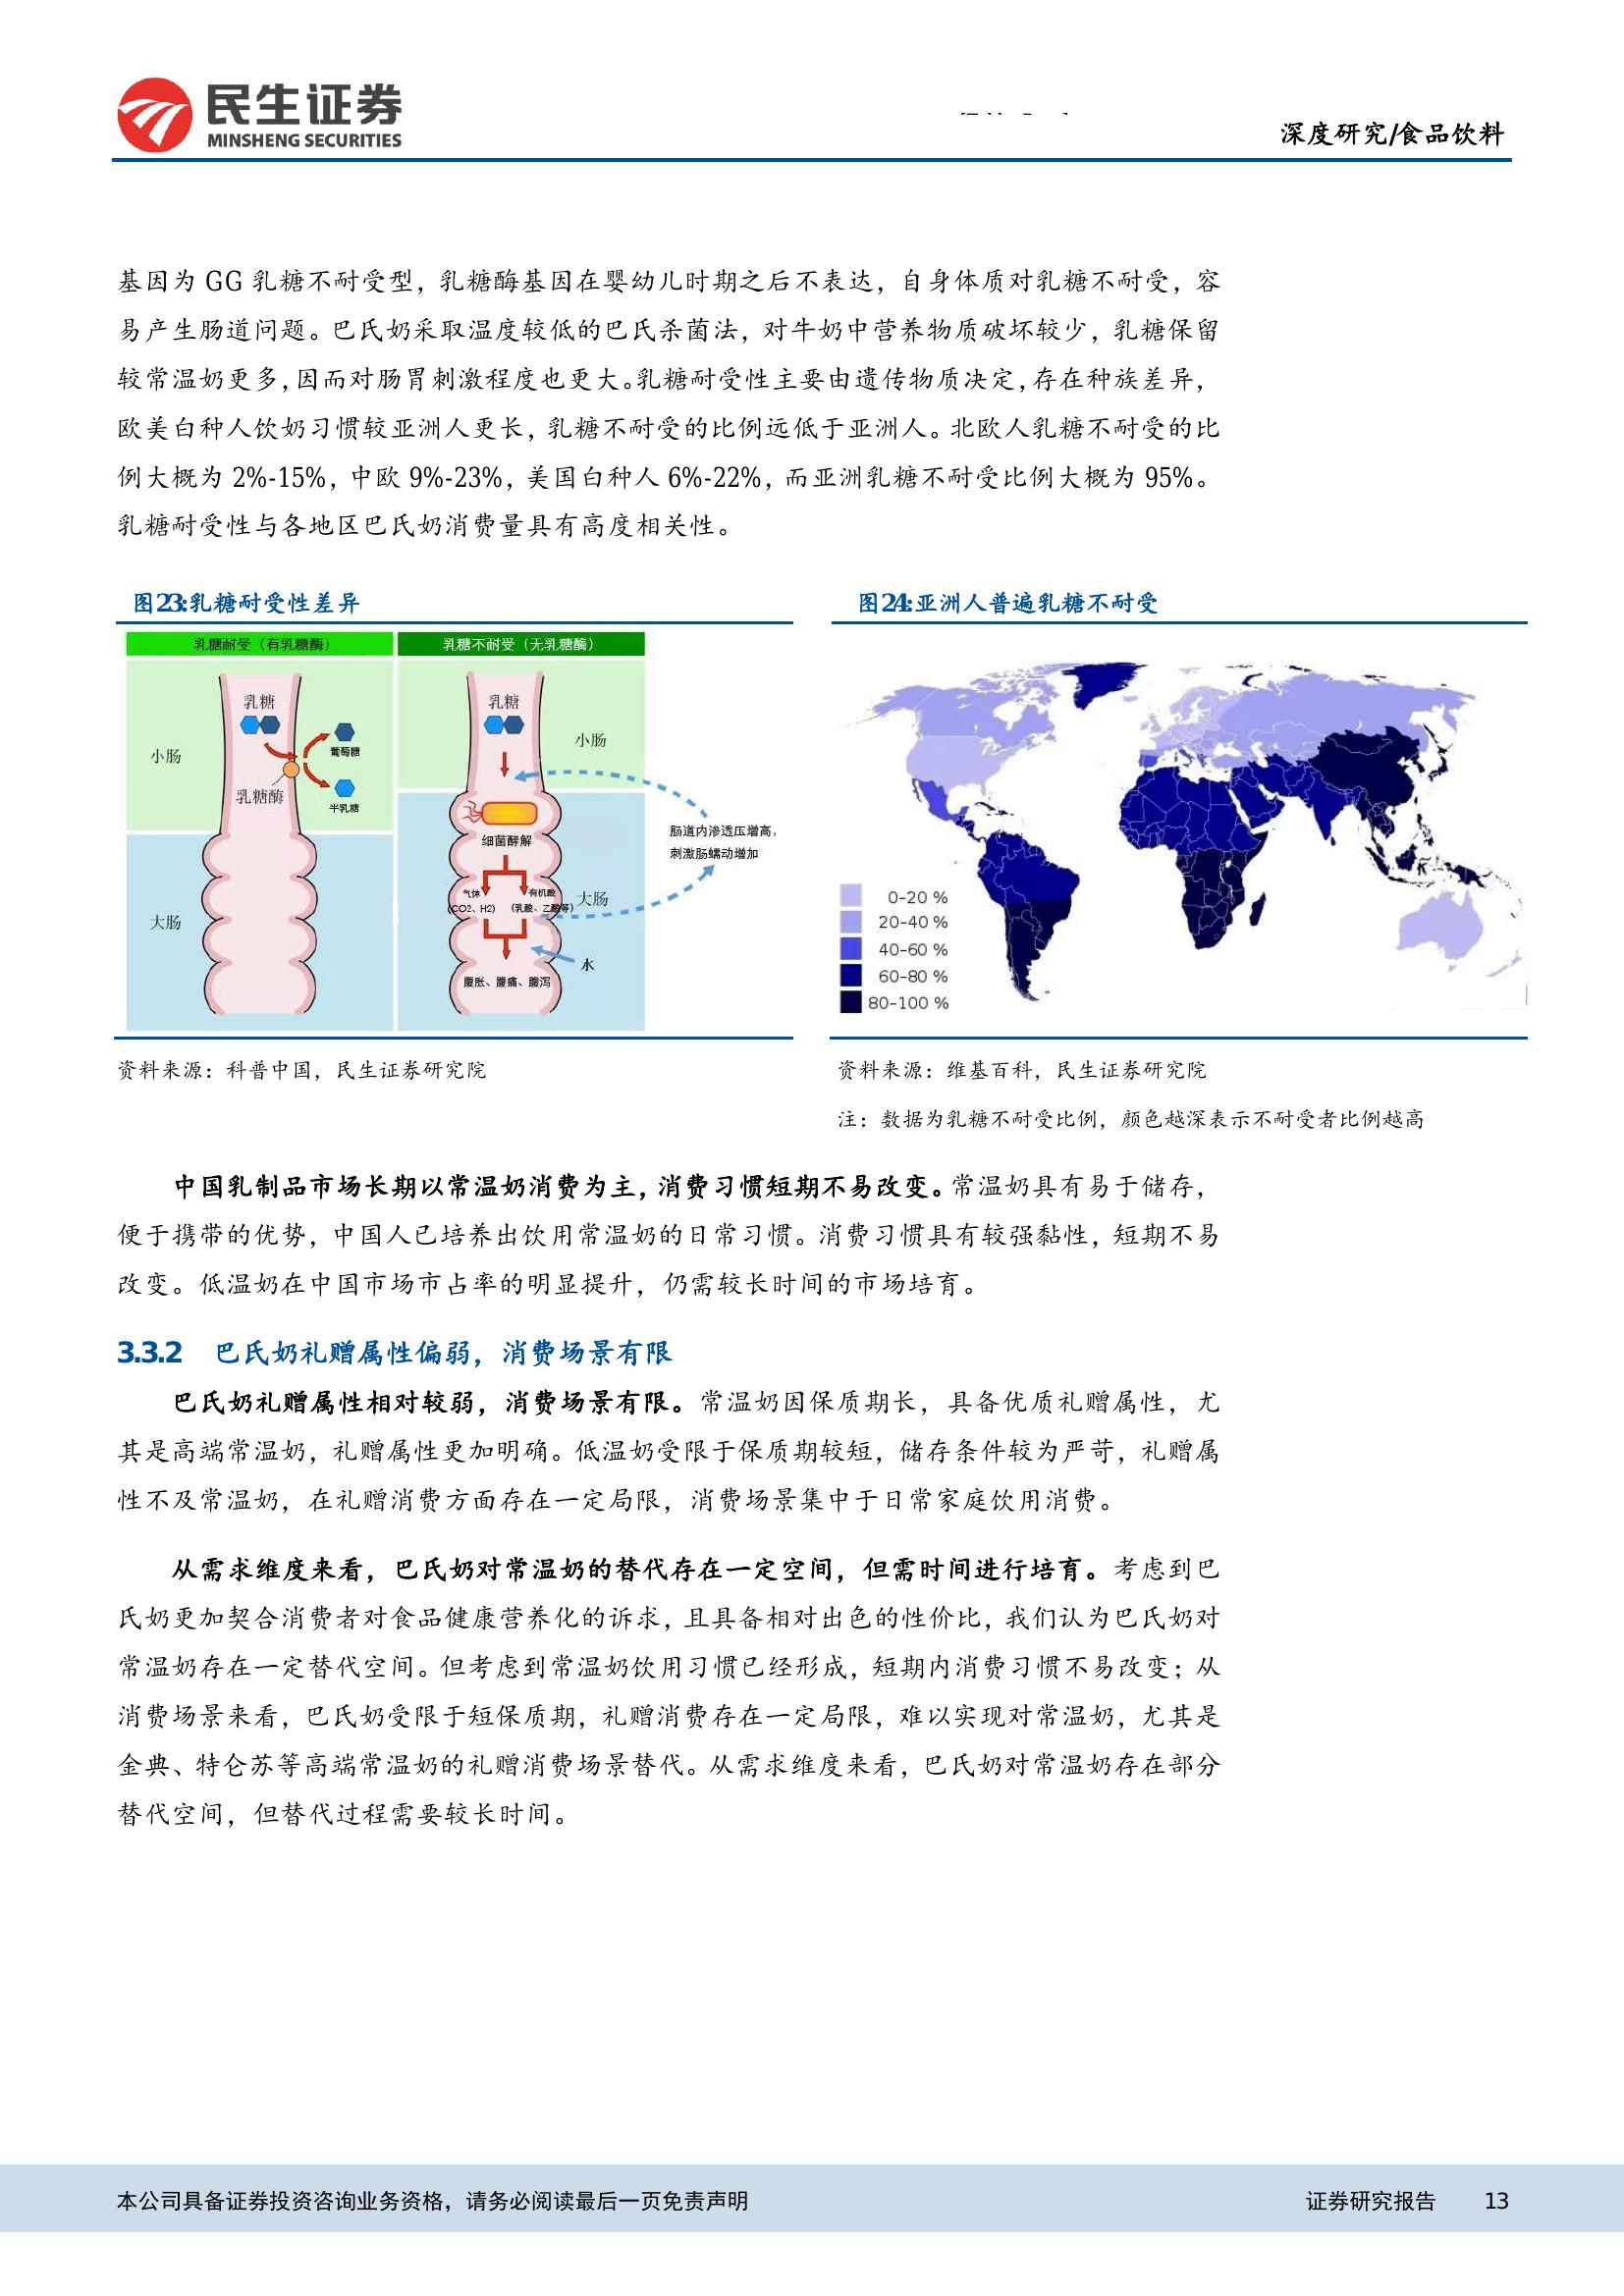 民生证券
MINSHENG SECURITIES
深度研究/食品饮料
基因为 GG 乳糖不耐受型，乳糖酶基因在婴幼儿时期之后不表达，自身体质对乳糖不耐受，容
易产生肠道问题。巴氏奶采取温度较低的巴氏杀菌法，对牛奶中营养物质破坏较少，乳糖保留
较常温奶更多，因而对肠胃刺激程度也更大。乳糖耐受性主要由遗传物质决定，存在种族差异，
欧美白种人饮奶习惯较亚洲人更长，乳糖不耐受的比例远低于亚洲人。北欧人乳糖不耐受的比
例大概为 2%-15%，中欧 9%-23%，美国白种人 6%-22%，而亚洲乳糖不耐受比例大概为 95%。
乳糖耐受性与各地区巴氏奶消费量具有高度相关性。
图23:乳糖耐受性差异
乳糖耐受（有乳糖酶）
乳糖不耐受（无乳糖酶）
乳糖
小肠
葡萄糖
乳糖酶
半乳糖
大肠
乳糖
小肠
细菌酵解
肠道内渗透压增高，
刺激肠蠕动增加
气体
(CO2、H2)
有机酸
（乳酸、乙酸等）
大肠
水
腹胀、腹痛、腹泻
资料来源：科普中国，民生证券研究院
图24:亚洲人普遍乳糖不耐受
0-20 %
20-40 %
40-60 %
60-80 %
80-100 %
资料来源：维基百科，民生证券研究院
注：数据为乳糖不耐受比例，颜色越深表示不耐受者比例越高
中国乳制品市场长期以常温奶消费为主，消费习惯短期不易改变。常温奶具有易于储存，
便于携带的优势，中国人已培养出饮用常温奶的日常习惯。消费习惯具有较强黏性，短期不易
改变。低温奶在中国市场市占率的明显提升，仍需较长时间的市场培育。
3.3.2 巴氏奶礼赠属性偏弱，消费场景有限
巴氏奶礼赠属性相对较弱，消费场景有限。常温奶因保质期长，具备优质礼赠属性，尤
其是高端常温奶，礼赠属性更加明确。低温奶受限于保质期较短，储存条件较为严苛，礼赠属
性不及常温奶，在礼赠消费方面存在一定局限，消费场景集中于日常家庭饮用消费。
从需求维度来看，巴氏奶对常温奶的替代存在一定空间，但需时间进行培育。考虑到巴
氏奶更加契合消费者对食品健康营养化的诉求，且具备相对出色的性价比，我们认为巴氏奶对
常温奶存在一定替代空间。但考虑到常温奶饮用习惯已经形成，短期内消费习惯不易改变；从
消费场景来看，巴氏奶受限于短保质期，礼赠消费存在一定局限，难以实现对常温奶，尤其是
金典、特仑苏等高端常温奶的礼赠消费场景替代。从需求维度来看，巴氏奶对常温奶存在部分
替代空间，但替代过程需要较长时间。
本公司具备证券投资咨询业务资格，请务必阅读最后一页免责声明
证券研究报告 13